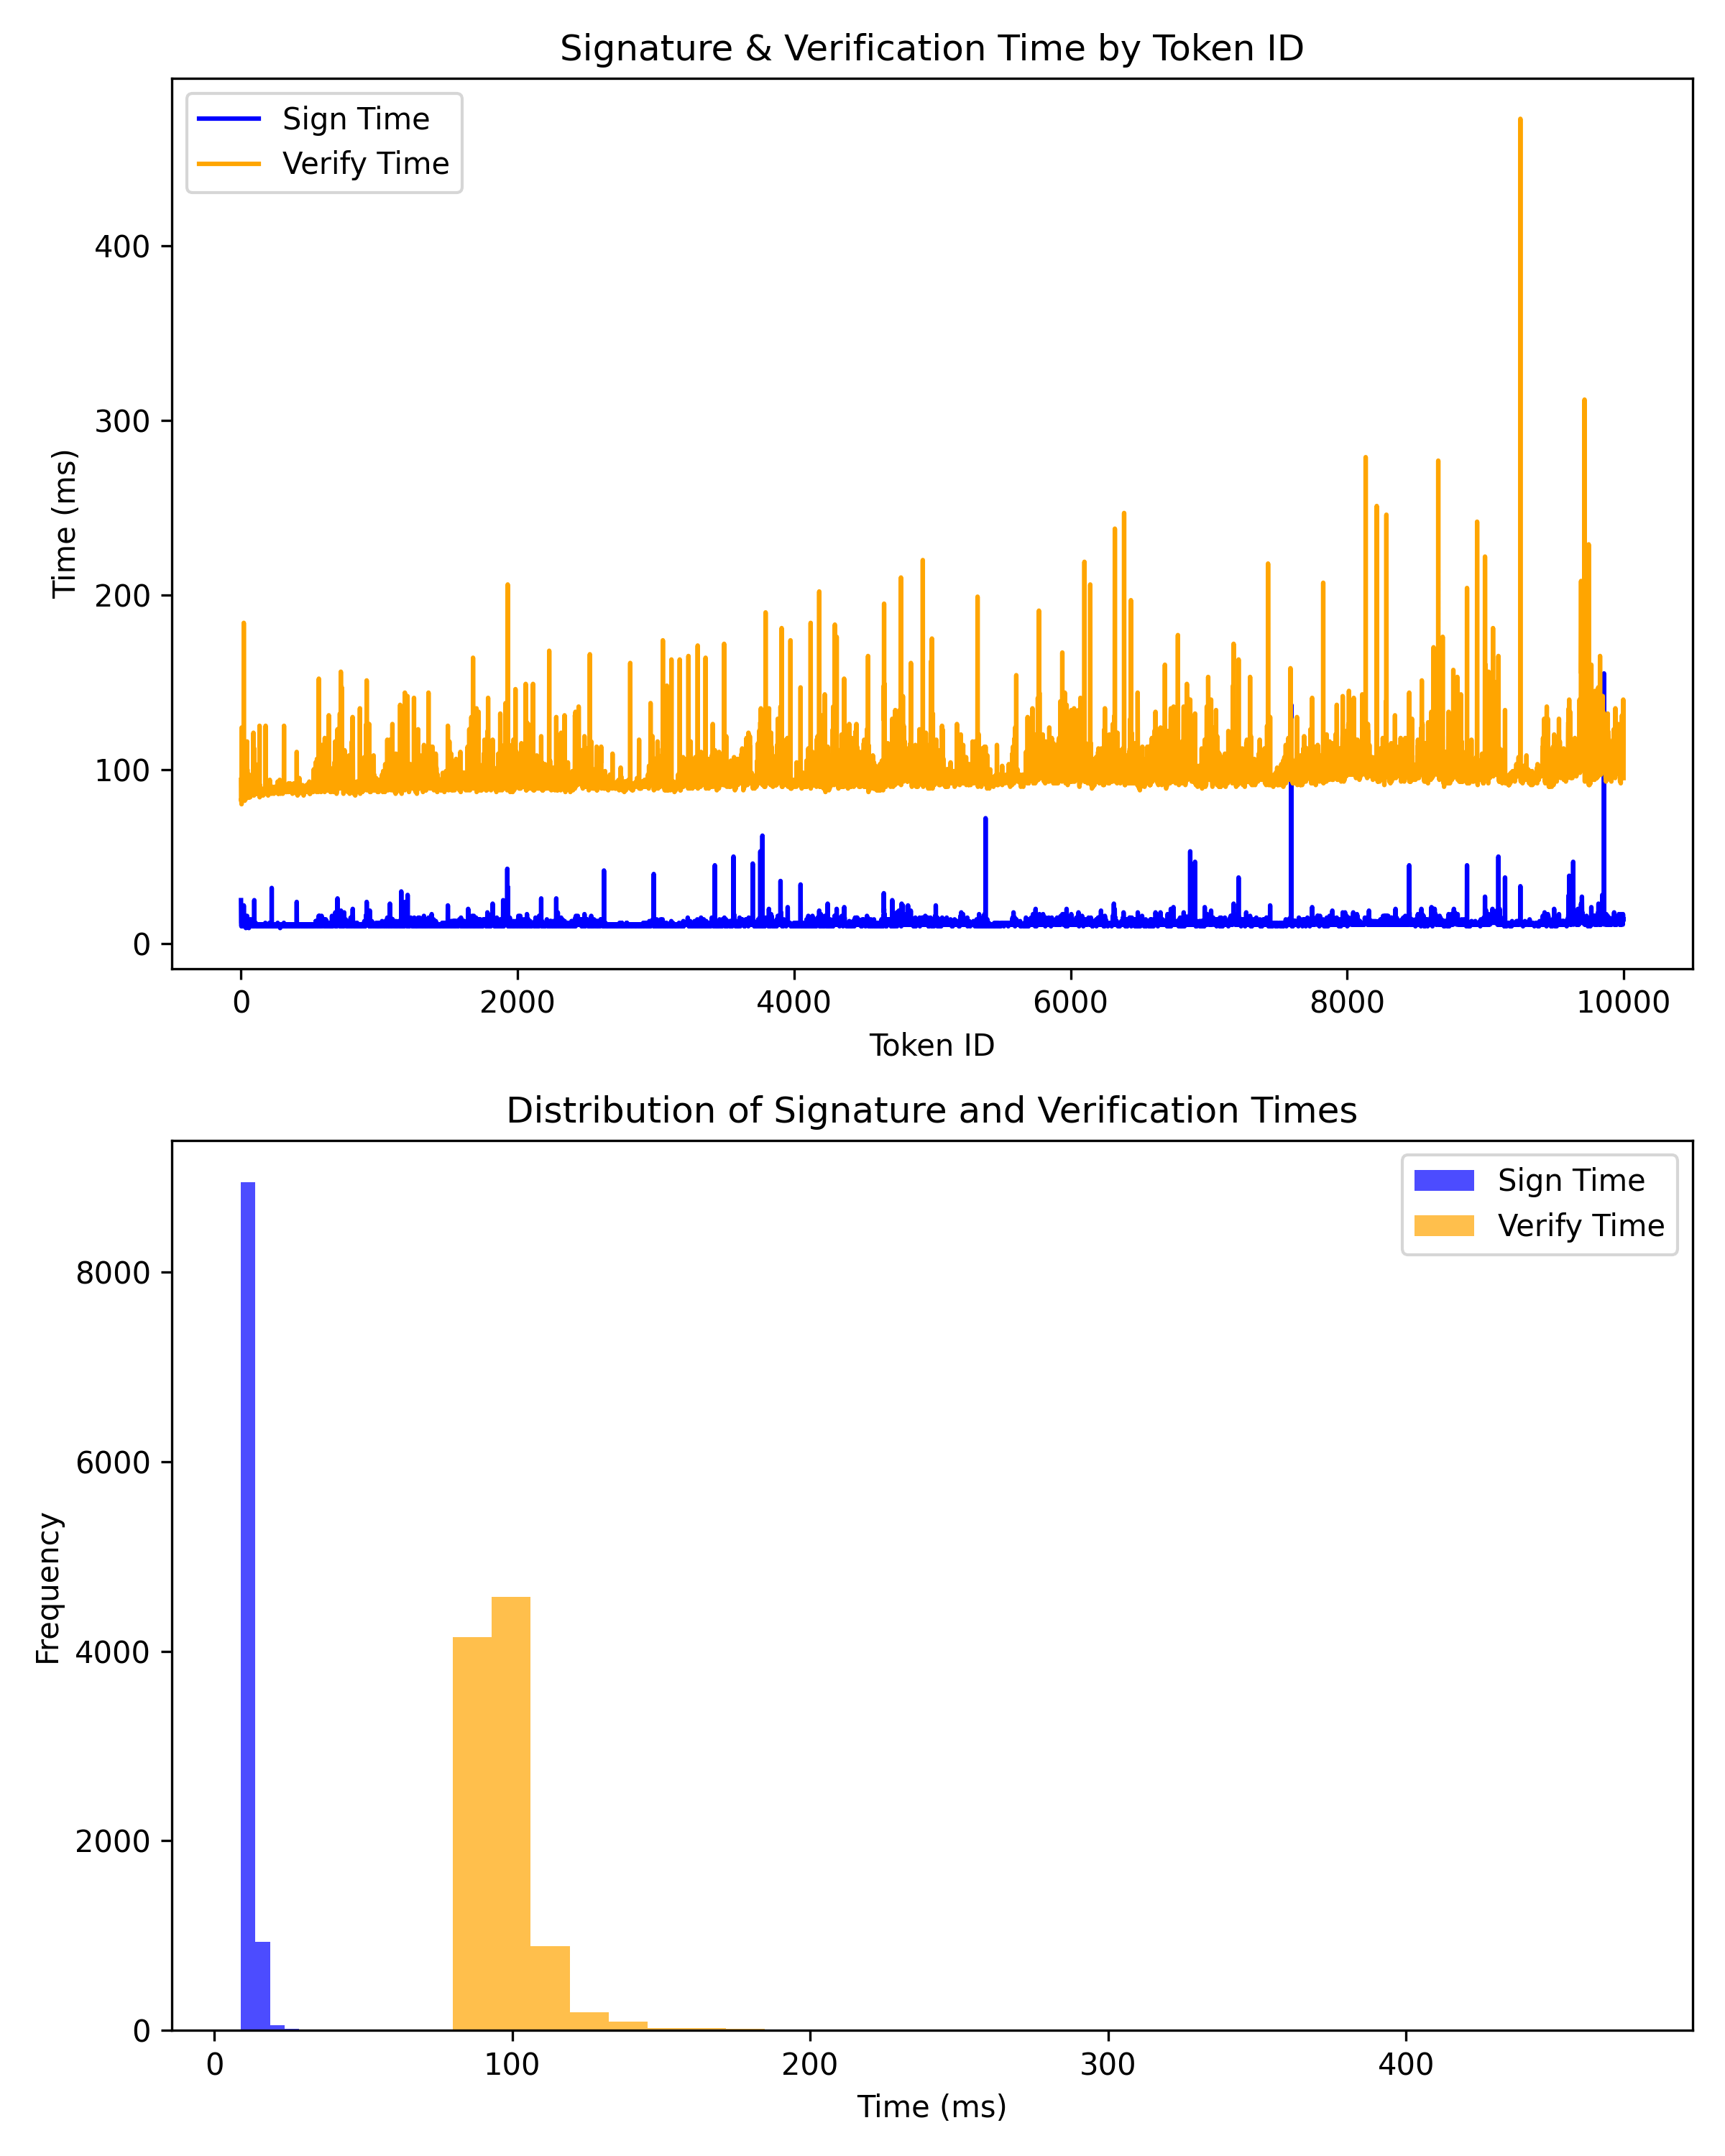 Signature & Verification Time by Token ID
Sign Time
Verify Time
400
300
200
100
0
Time (ms)
0 2000 4000 6000 8000 10000
Token ID
Distribution of Signature and Verification Times
Sign Time
Verify Time
8000
6000
4000
2000
0
Frequency
0 100 200 300 400
Time (ms)